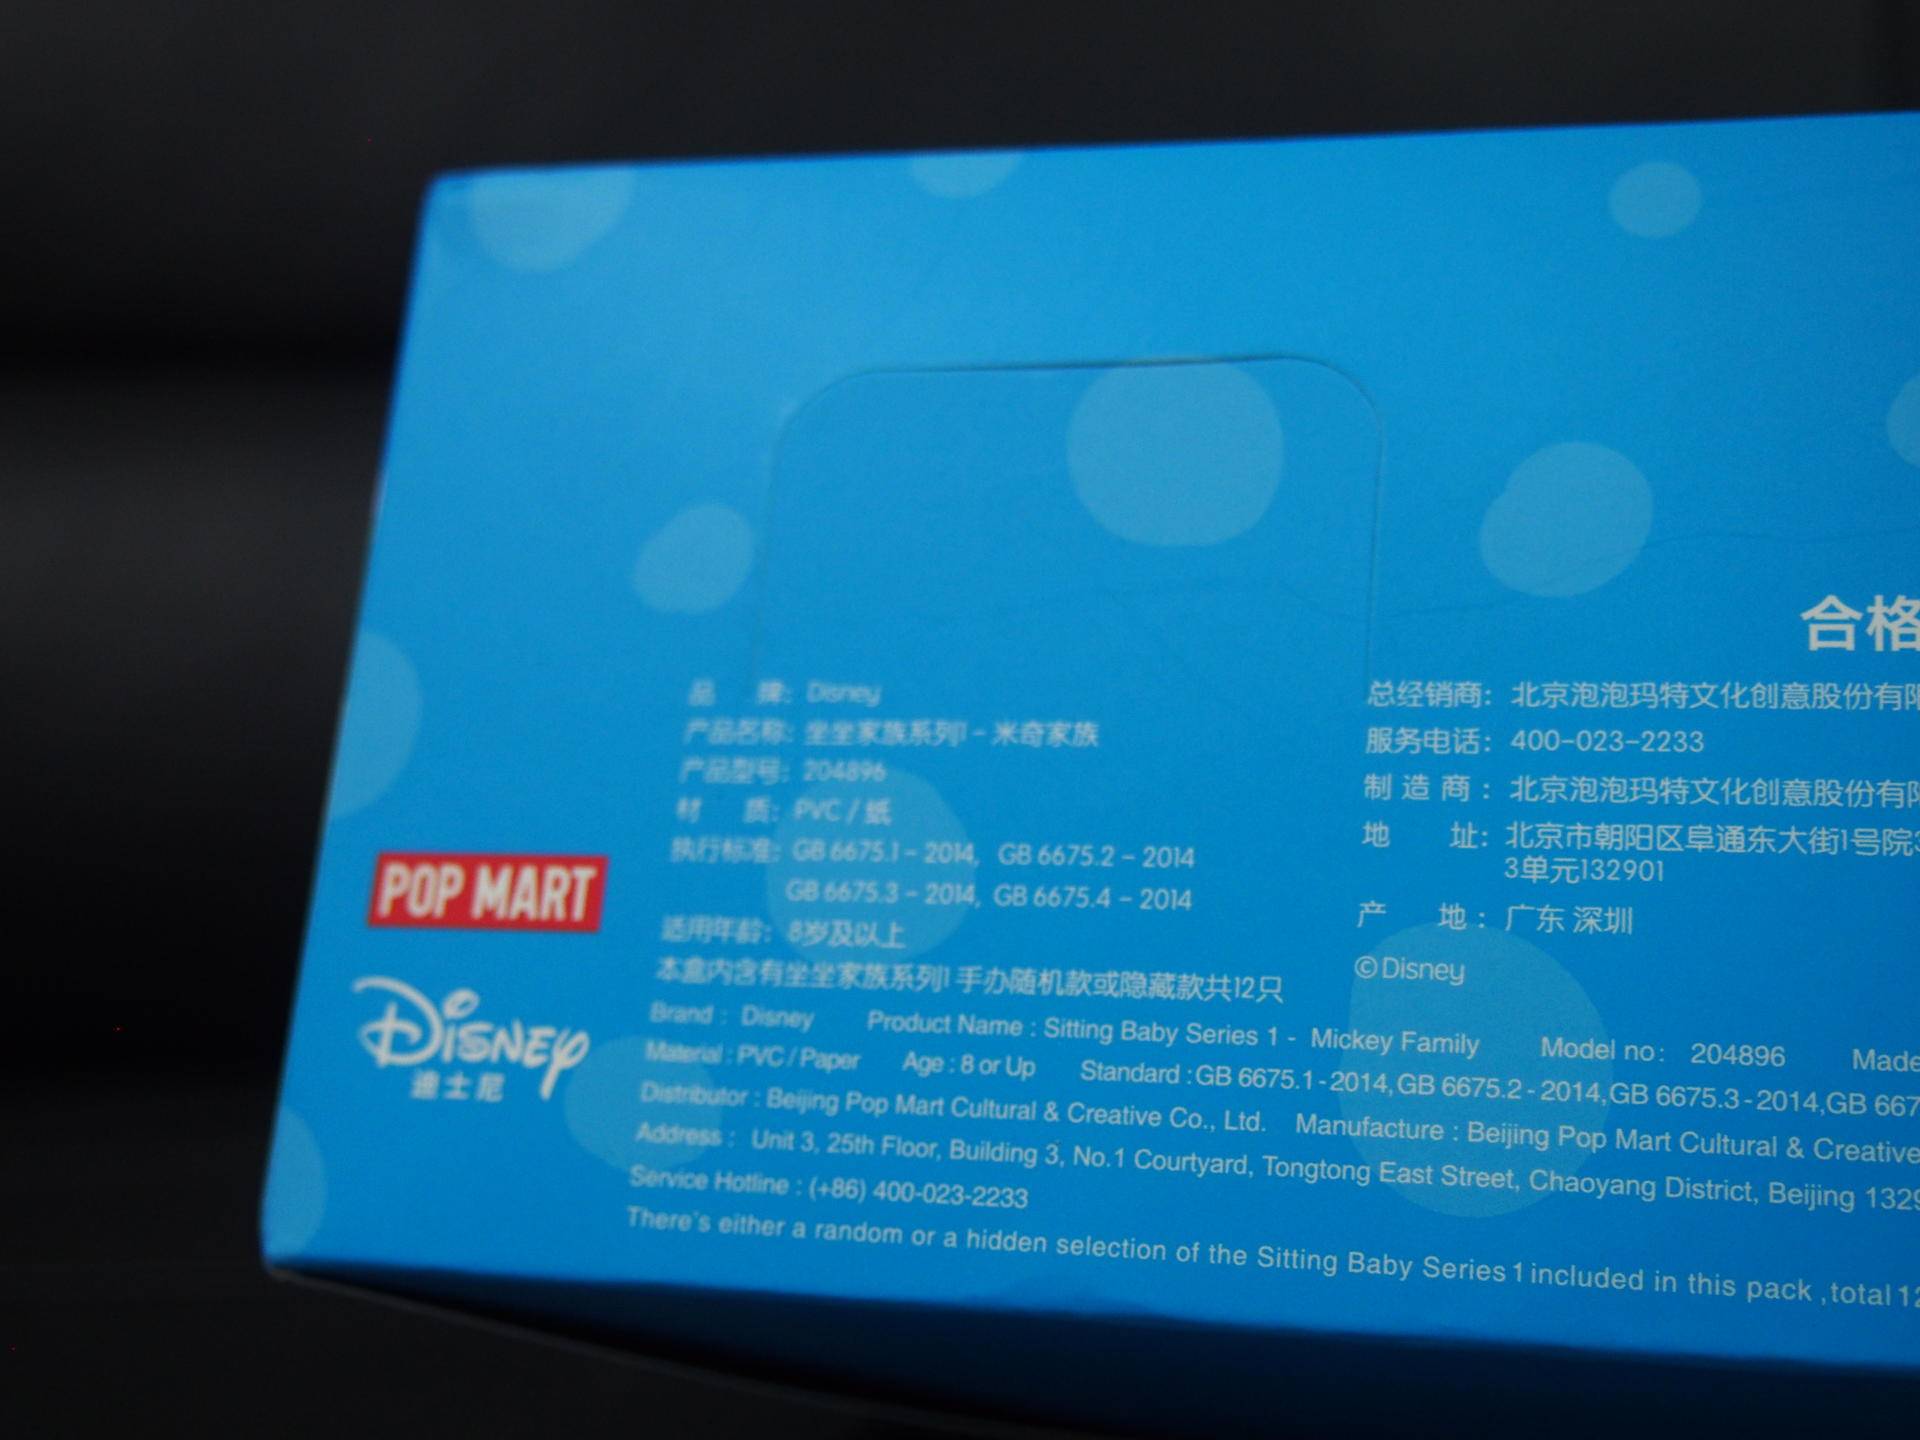 合格
品 牌: Disney
产品名称: 坐坐家族系列1 - 米奇家族
产品型号: 204896
材 质: PVC / 纸
执行标准: GB 6675.1 - 2014, GB 6675.2 - 2014
GB 6675.3 - 2014, GB 6675.4 - 2014
适用年龄: 8岁及以上
本盒内含有坐坐家族系列1 手办随机款或隐藏款共12只
总经销商: 北京泡泡玛特文化创意股份有限
服务电话: 400-023-2233
制 造 商 : 北京泡泡玛特文化创意股份有限
地 址: 北京市朝阳区阜通东大街1号院3
3单元132901
产 地 : 广东 深圳
©Disney
POP MART
Disney
迪士尼
Brand : Disney Product Name : Sitting Baby Series 1 - Mickey Family Model no : 204896 Made
Material : PVC / Paper Age : 8 or Up Standard : GB 6675.1-2014, GB 6675.2 - 2014, GB 6675.3 - 2014, GB 667
Distributor : Beijing Pop Mart Cultural & Creative Co., Ltd. Manufacture : Beijing Pop Mart Cultural & Creative
Address : Unit 3, 25th Floor, Building 3, No.1 Courtyard, Tongtong East Street, Chaoyang District, Beijing 1329
Service Hotline : (+86) 400-023-2233
There's either a random or a hidden selection of the Sitting Baby Series 1 included in this pack ,total 12